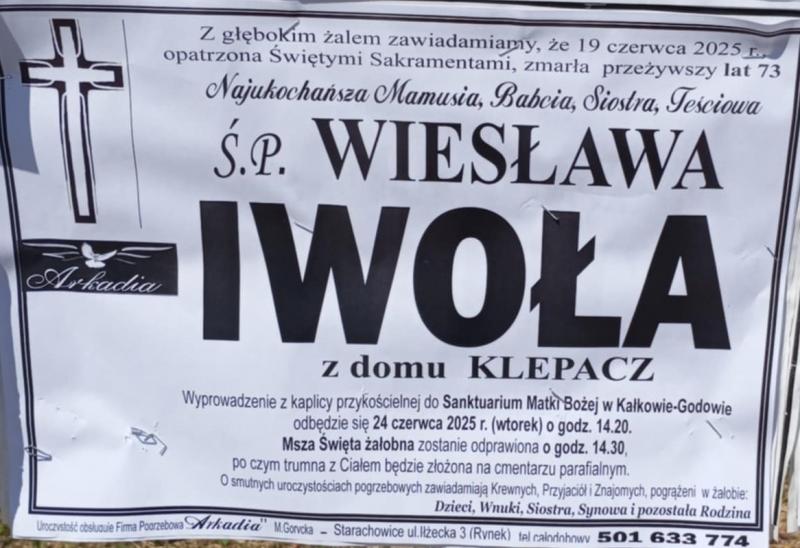 Z głębokim żalem zawiadamiamy, że 19 czerwca 2025 r.,
opatrzona Świętymi Sakramentami, zmarła przeżywszy lat 73
Najukochańsza Mamusia, Babcia, Siostra, Teściowa
Ś.P. WIESŁAWA
IWOŁA
Arkadia
z domu KLEPACZ
Wyprowadzenie z kaplicy przykościelnej do Sanktuarium Matki Bożej w Kałkowie-Godowie
odbędzie się 24 czerwca 2025 r. (wtorek) o godz. 14.20.
Msza Święta żałobna zostanie odprawiona o godz. 14.30,
po czym trumna z Ciałem będzie złożona na cmentarzu parafialnym.
O smutnych uroczystościach pogrzebowych zawiadamiają Krewnych, Przyjaciół i Znajomych, pogrążeni w żałobie:
Dzieci, Wnuki, Siostra, Synowa i pozostała Rodzina
Uroczystość obsługuje Firma Pogrzebowa "Arkadia" M.Gorycka - Starachowice ul.Iłżecka 3 (Rynek) tel.całodobowy 501 633 774